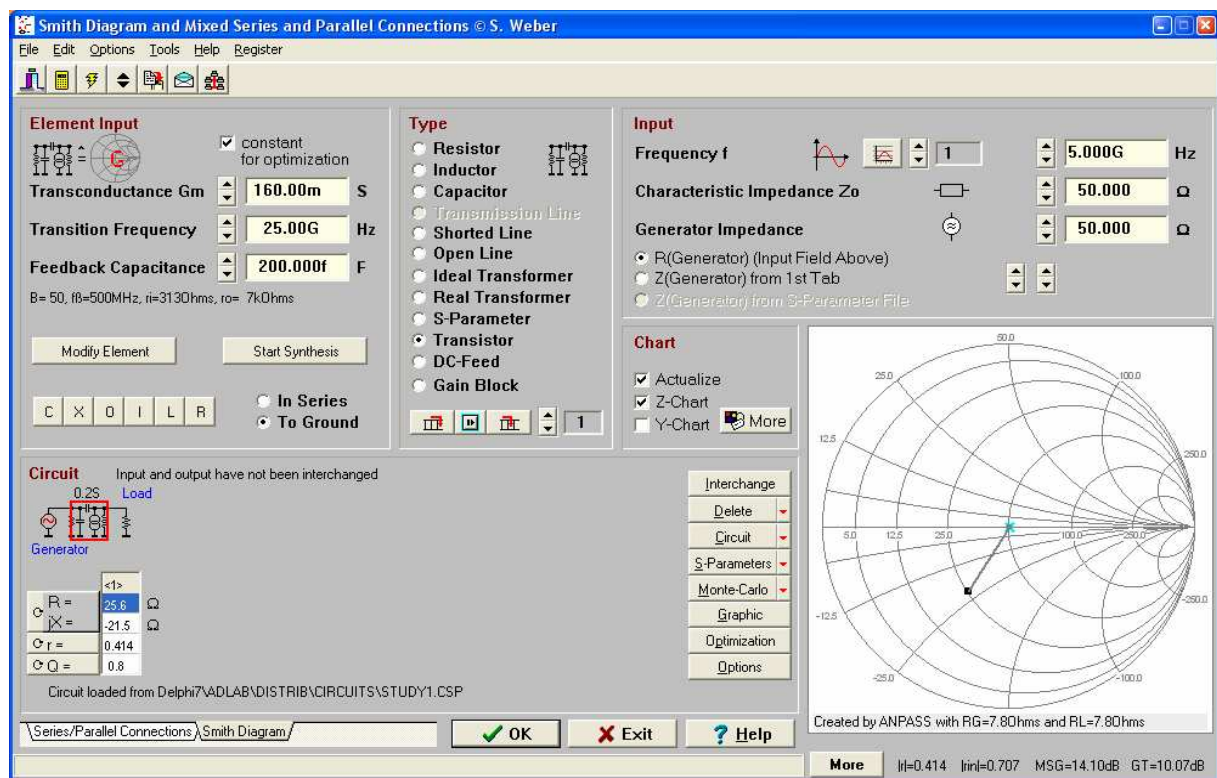 Smith Diagram and Mixed Series and Parallel Connections © S. Weber
File Edit Options Tools Help Register
Element Input
G
constant
for optimization
Transconductance Gm 160.00m S
Transition Frequency 25.00G Hz
Feedback Capacitance 200.000f F
B= 50, fß=500MHz, ri=313Ohms, ro= 7kOhms
Modify Element Start Synthesis
C X O I L R
In Series
To Ground
Type
Resistor
Inductor
Capacitor
Transmission Line
Shorted Line
Open Line
Ideal Transformer
Real Transformer
S-Parameter
Transistor
DC-Feed
Gain Block
1
Input
Frequency f 1 5.000G Hz
Characteristic Impedance Zo 50.000 Ω
Generator Impedance 50.000 Ω
R(Generator) (Input Field Above)
Z(Generator) from 1st Tab
Z(Generator) from S-Parameter File
Chart
Actualize
Z-Chart
Y-Chart
More
50.0
25.0 100.0
12.5 250.0
5.0 12.5 25.0 100.0 250.0
-12.5 -250.0
-25.0 -100.0
Created by ANPASS with RG=7.8Ohms and RL=7.8Ohms
Circuit Input and output have not been interchanged
0.2S Load
Generator
<1>
R = 25.6 Ω
jX = -21.5 Ω
r = 0.414
Q = 0.8
Circuit loaded from Delphi7\ADLAB\DISTRIB\CIRCUITS\STUDY1.CSP
Interchange
Delete
Circuit
S-Parameters
Monte-Carlo
Graphic
Optimization
Options
Series/Parallel Connections Smith Diagram
OK Exit ? Help
More |r|=0.414 |rin|=0.707 MSG=14.10dB GT=10.07dB